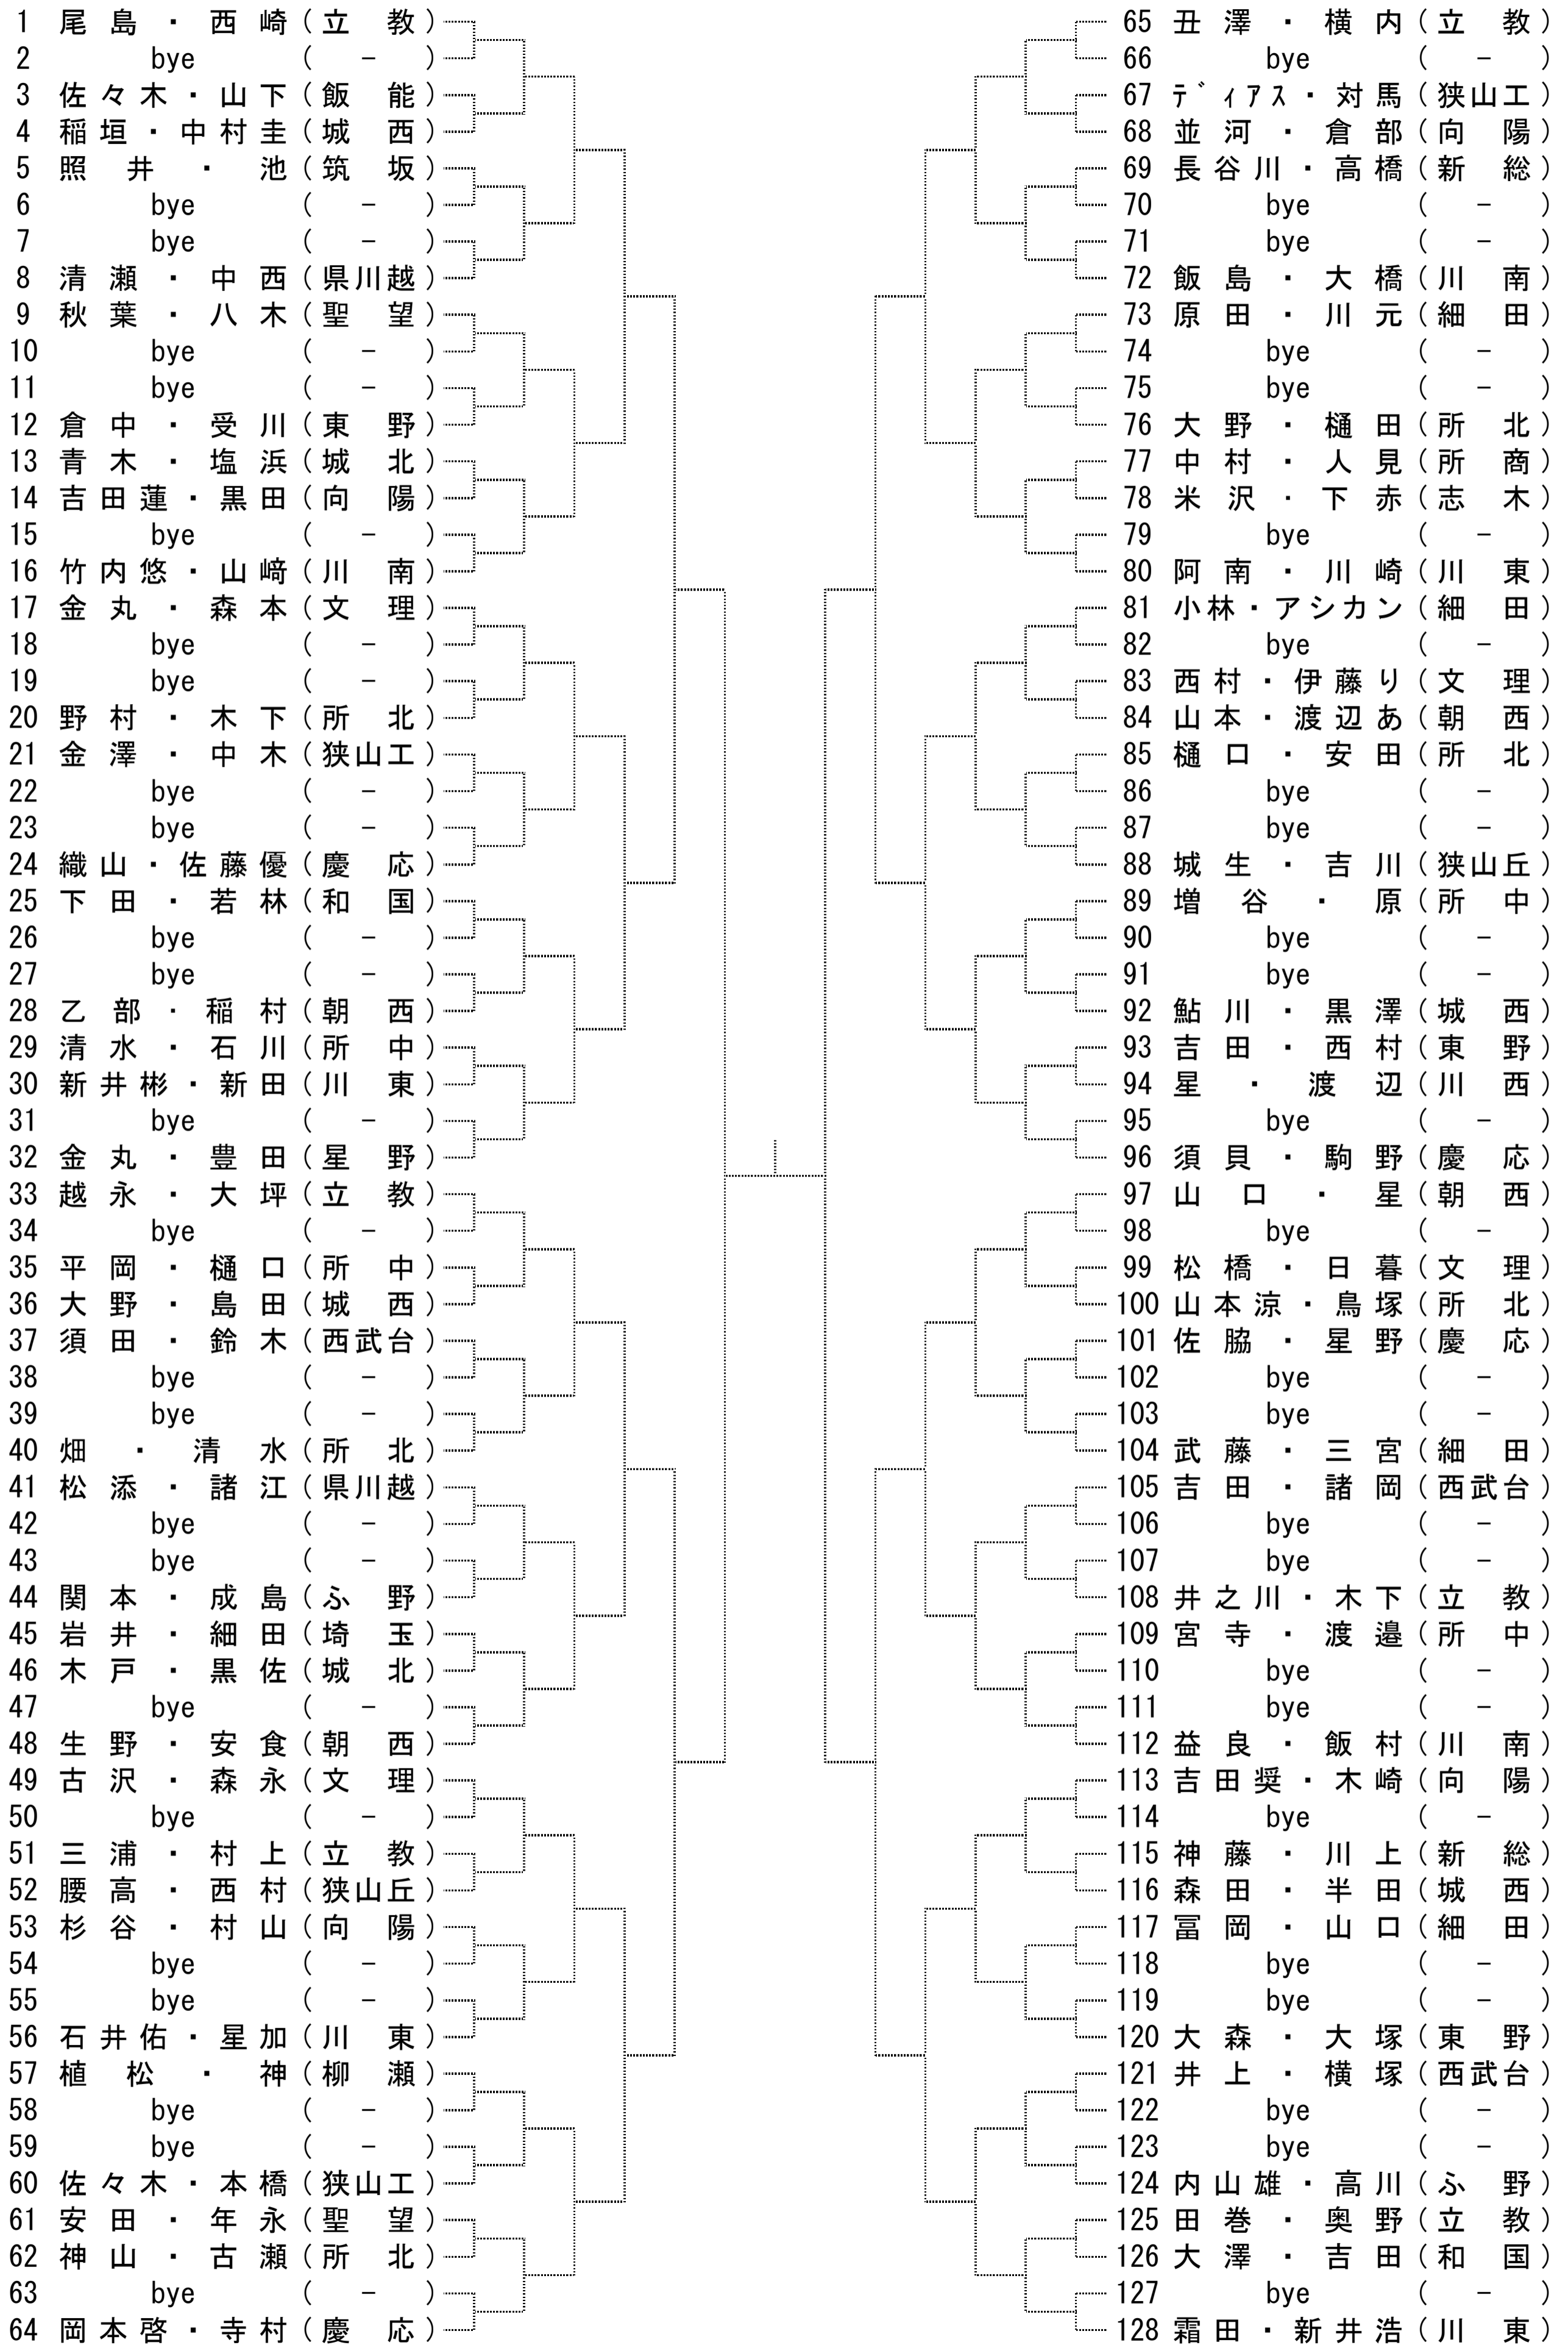 1 尾島・西崎(立教)
2 bye (-)
3 佐々木・山下(飯能)
4 稲垣・中村圭(城西)
5 照井・池(筑坂)
6 bye (-)
7 bye (-)
8 清瀬・中西(県川越)
9 秋葉・八木(聖望)
10 bye (-)
11 bye (-)
12 倉中・受川(東野)
13 青木・塩浜(城北)
14 吉田蓮・黒田(向陽)
15 bye (-)
16 竹内悠・山﨑(川南)
17 金丸・森本(文理)
18 bye (-)
19 bye (-)
20 野村・木下(所北)
21 金澤・中木(狭山工)
22 bye (-)
23 bye (-)
24 織山・佐藤優(慶応)
25 下田・若林(和国)
26 bye (-)
27 bye (-)
28 乙部・稲村(朝西)
29 清水・石川(所中)
30 新井彬・新田(川東)
31 bye (-)
32 金丸・豊田(星野)
33 越永・大坪(立教)
34 bye (-)
35 平岡・樋口(所中)
36 大野・島田(城西)
37 須田・鈴木(西武台)
38 bye (-)
39 bye (-)
40 畑・清水(所北)
41 松添・諸江(県川越)
42 bye (-)
43 bye (-)
44 関本・成島(ふ野)
45 岩井・細田(埼玉)
46 木戸・黒佐(城北)
47 bye (-)
48 生野・安食(朝西)
49 古沢・森永(文理)
50 bye (-)
51 三浦・村上(立教)
52 腰高・西村(狭山丘)
53 杉谷・村山(向陽)
54 bye (-)
55 bye (-)
56 石井佑・星加(川東)
57 植松・神(柳瀬)
58 bye (-)
59 bye (-)
60 佐々木・本橋(狭山工)
61 安田・年永(聖望)
62 神山・古瀬(所北)
63 bye (-)
64 岡本啓・寺村(慶応)
65 丑澤・横内(立教)
66 bye (-)
67 ﾃﾞｨｱｽ・対馬(狭山工)
68 並河・倉部(向陽)
69 長谷川・高橋(新総)
70 bye (-)
71 bye (-)
72 飯島・大橋(川南)
73 原田・川元(細田)
74 bye (-)
75 bye (-)
76 大野・樋田(所北)
77 中村・人見(所商)
78 米沢・下赤(志木)
79 bye (-)
80 阿南・川崎(川東)
81 小林・アシカン(細田)
82 bye (-)
83 西村・伊藤り(文理)
84 山本・渡辺あ(朝西)
85 樋口・安田(所北)
86 bye (-)
87 bye (-)
88 城生・吉川(狭山丘)
89 増谷・原(所中)
90 bye (-)
91 bye (-)
92 鮎川・黒澤(城西)
93 吉田・西村(東野)
94 星・渡辺(川西)
95 bye (-)
96 須貝・駒野(慶応)
97 山口・星(朝西)
98 bye (-)
99 松橋・日暮(文理)
100 山本涼・鳥塚(所北)
101 佐脇・星野(慶応)
102 bye (-)
103 bye (-)
104 武藤・三宮(細田)
105 吉田・諸岡(西武台)
106 bye (-)
107 bye (-)
108 井之川・木下(立教)
109 宮寺・渡邉(所中)
110 bye (-)
111 bye (-)
112 益良・飯村(川南)
113 吉田奨・木崎(向陽)
114 bye (-)
115 神藤・川上(新総)
116 森田・半田(城西)
117 冨岡・山口(細田)
118 bye (-)
119 bye (-)
120 大森・大塚(東野)
121 井上・横塚(西武台)
122 bye (-)
123 bye (-)
124 内山雄・高川(ふ野)
125 田巻・奥野(立教)
126 大澤・吉田(和国)
127 bye (-)
128 霜田・新井浩(川東)